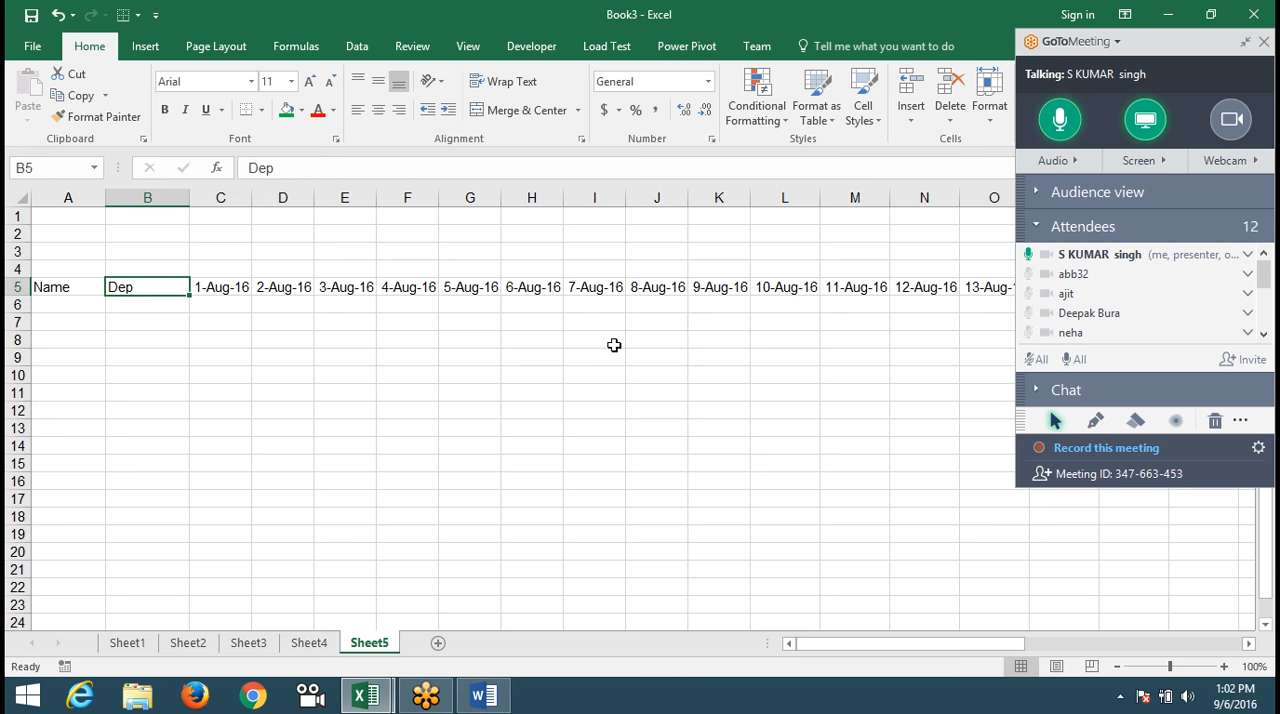 Book3 - Excel
Sign in
File Home Insert Page Layout Formulas Data Review View Developer Load Test Power Pivot Team Tell me what you want to do
Paste
Cut
Copy
Format Painter
Clipboard
Arial 11
B I U A
Font
Wrap Text
Merge & Center
Alignment
General
$ % ,
Number
Conditional Formatting
Format as Table
Cell Styles
Styles
Insert
Delete
Format
Cells
B5
fx
Dep
A B C D E F G H I J K L M N O
1
2
3
4
5 Name Dep 1-Aug-16 2-Aug-16 3-Aug-16 4-Aug-16 5-Aug-16 6-Aug-16 7-Aug-16 8-Aug-16 9-Aug-16 10-Aug-16 11-Aug-16 12-Aug-16 13-Aug-
6
7
8
9
10
11
12
13
14
15
16
17
18
19
20
21
22
23
24
GoToMeeting
Talking: S KUMAR singh
Audio Screen Webcam
Audience view
Attendees 12
S KUMAR singh (me, presenter, o...
abb32
ajit
Deepak Bura
neha
All All Invite
Chat
Record this meeting
Meeting ID: 347-663-453
Sheet1 Sheet2 Sheet3 Sheet4 Sheet5
Ready
100%
1:02 PM
9/6/2016